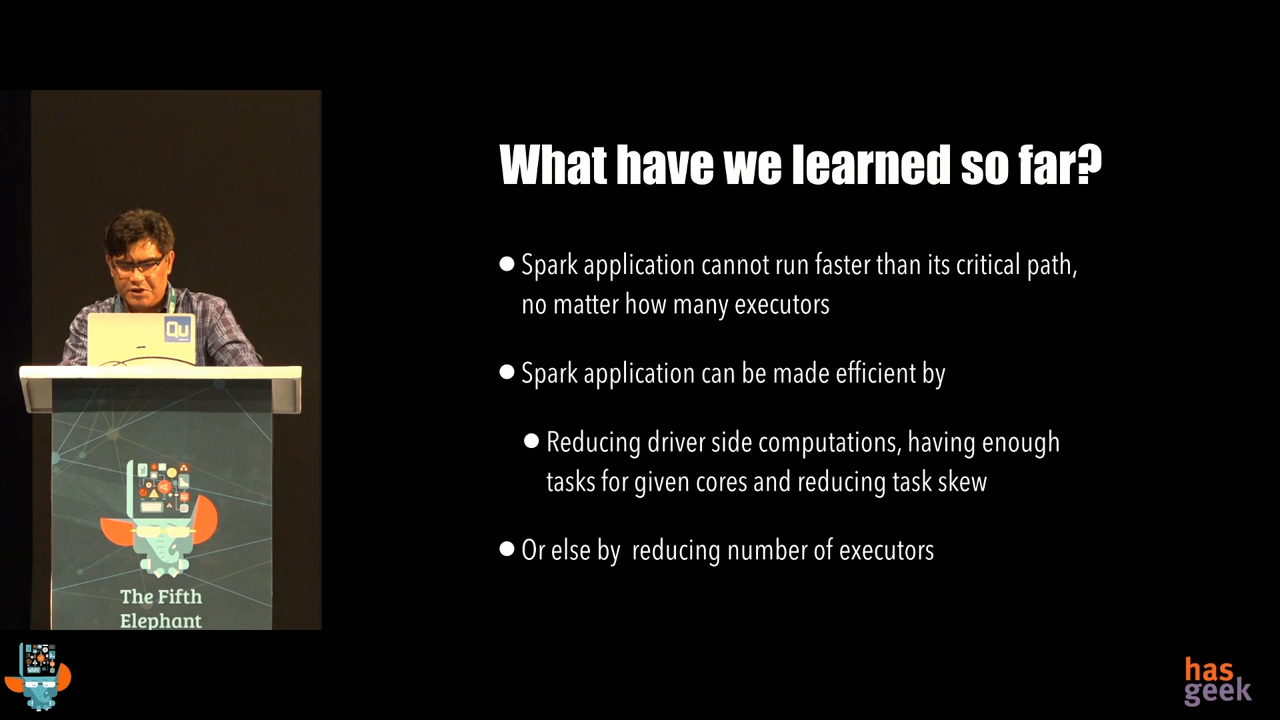 What have we learned so far?
Spark application cannot run faster than its critical path,
no matter how many executors
Spark application can be made efficient by
Reducing driver side computations, having enough
tasks for given cores and reducing task skew
Or else by reducing number of executors
Qu
The Fifth
Elephant
has
geek